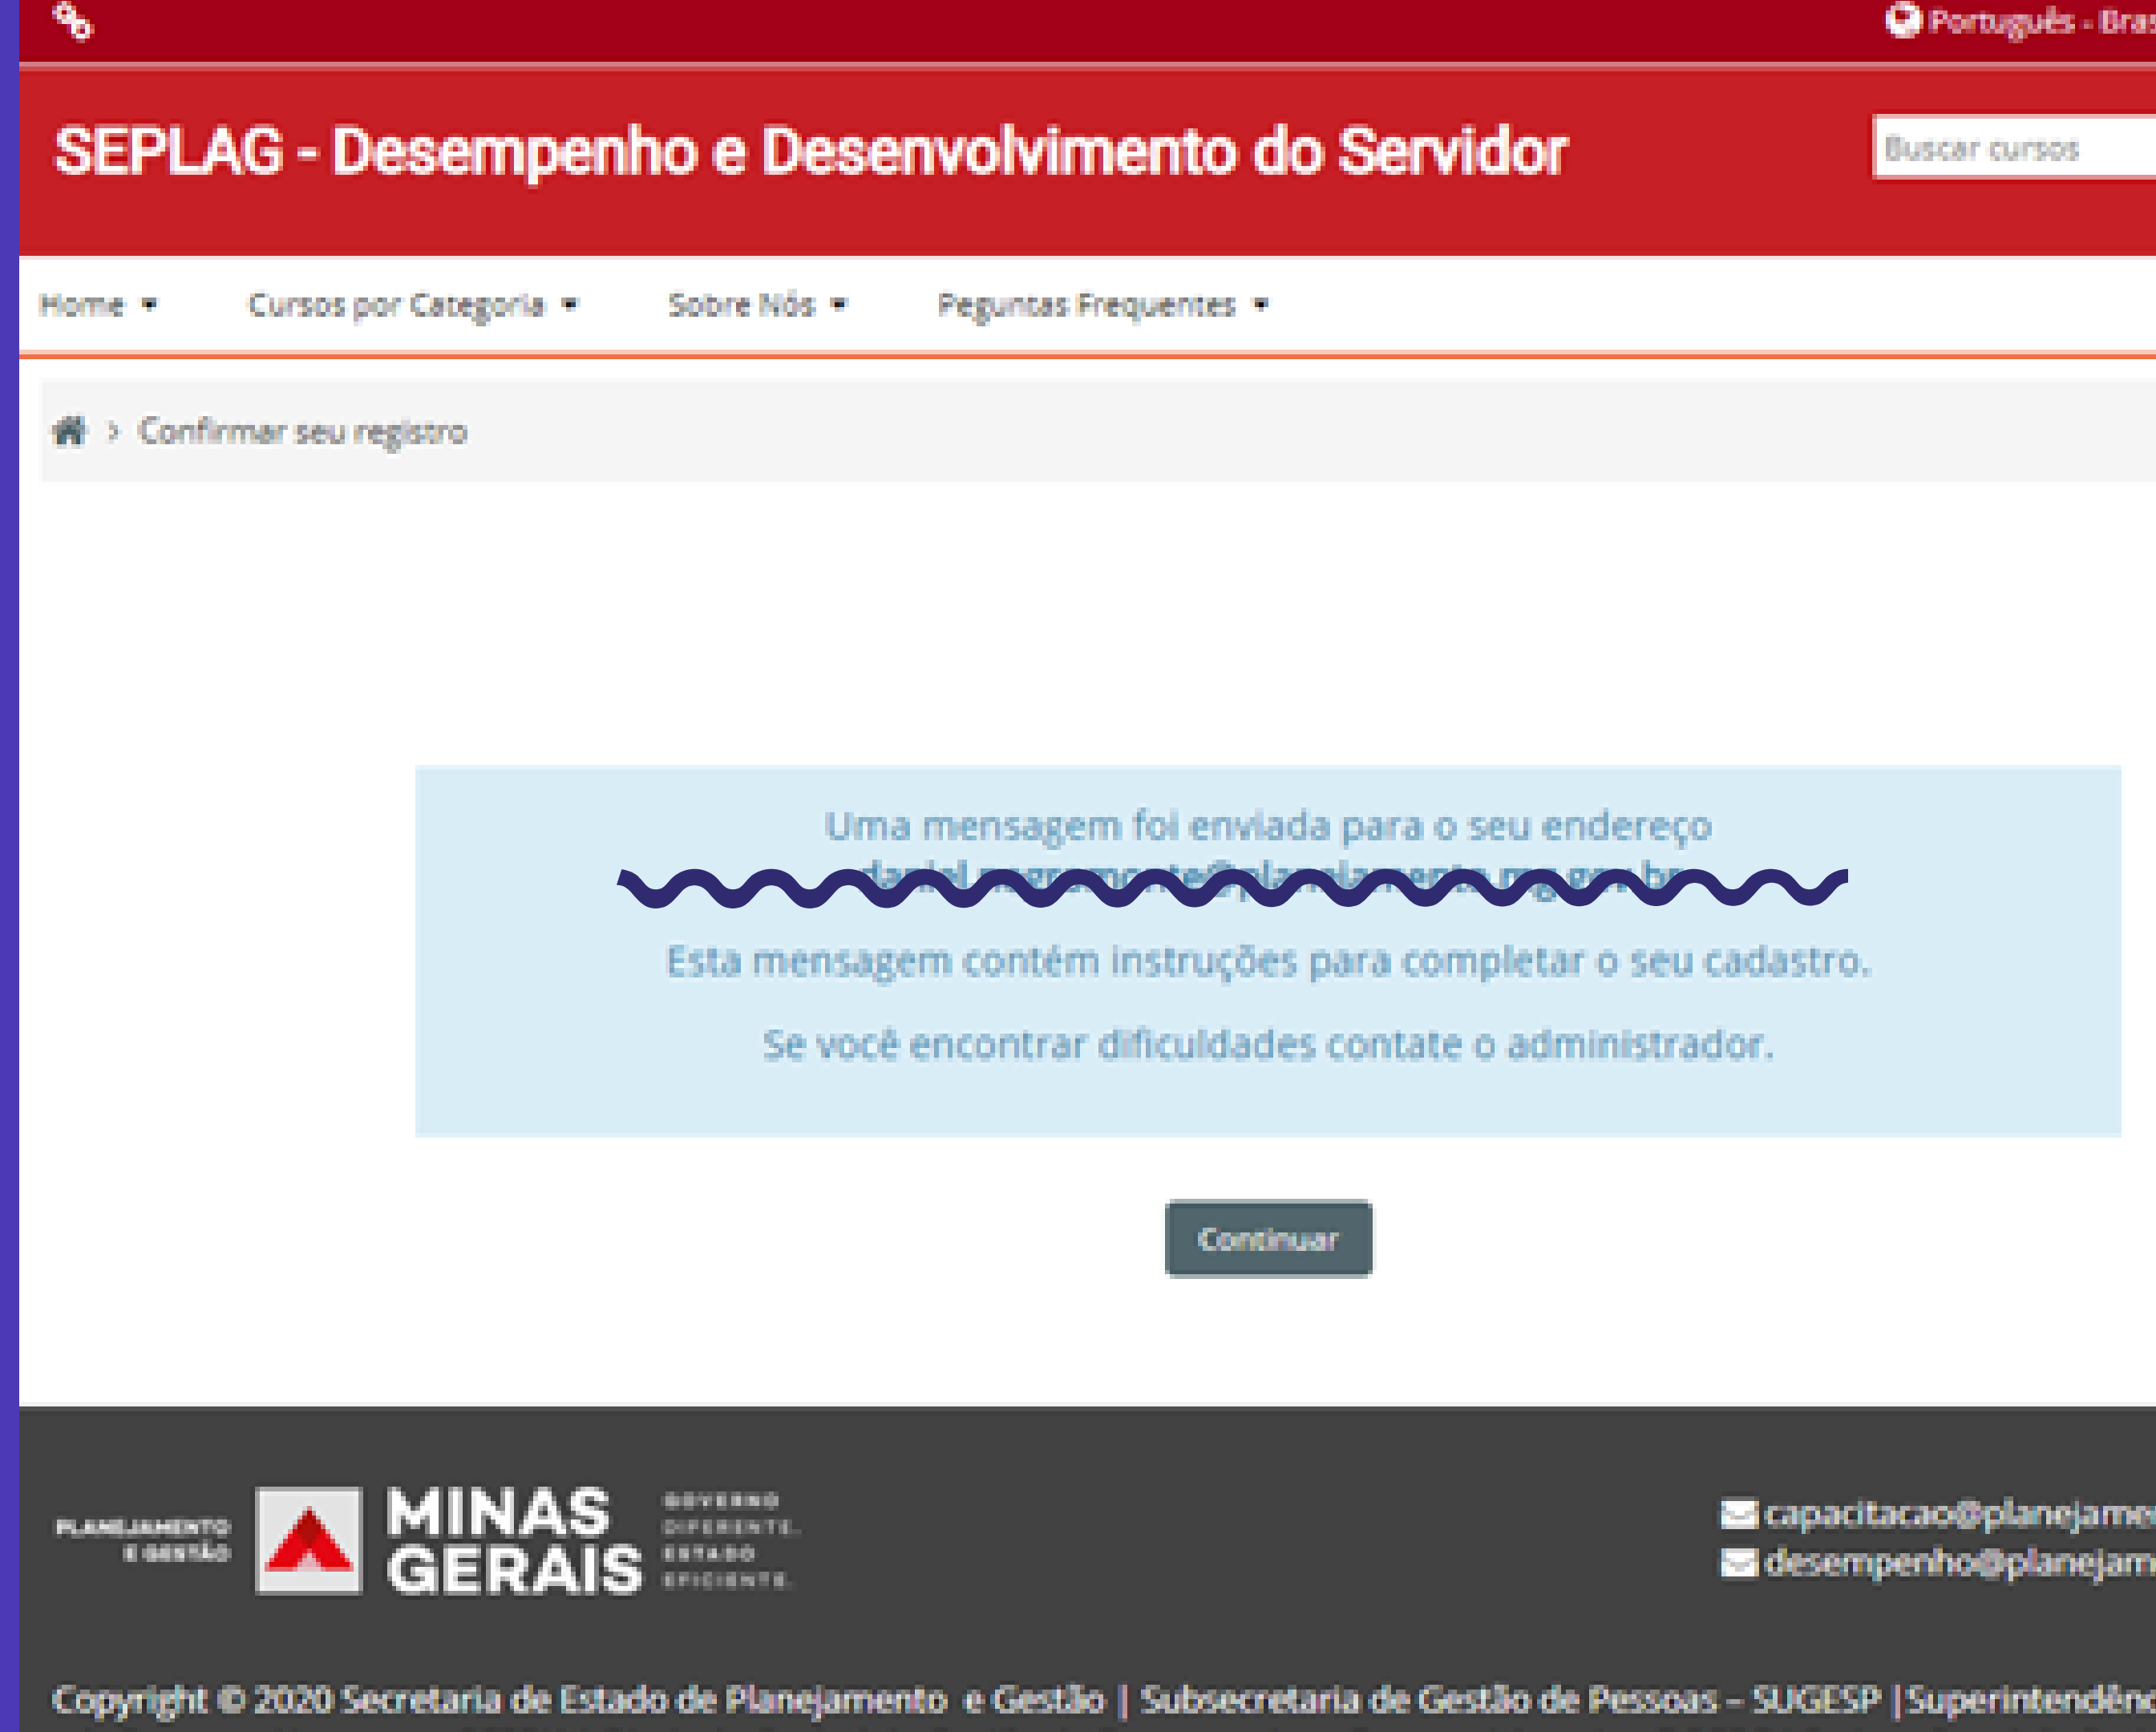 Português - Bras
SEPLAG - Desempenho e Desenvolvimento do Servidor
Buscar cursos
Home
Cursos por Categoria
Sobre Nós
Peguntas Frequentes
Confirmar seu registro
Uma mensagem foi enviada para o seu endereço
Esta mensagem contém instruções para completar o seu cadastro.
Se você encontrar dificuldades contate o administrador.
Continuar
PLANEJAMENTO
E GESTÃO
MINAS
GERAIS
GOVERNO
DIFERENTE.
ESTADO
EFICIENTE.
capacitacao@planejame
desempenho@planejam
Copyright © 2020 Secretaria de Estado de Planejamento e Gestão | Subsecretaria de Gestão de Pessoas – SUGESP |Superintendênc